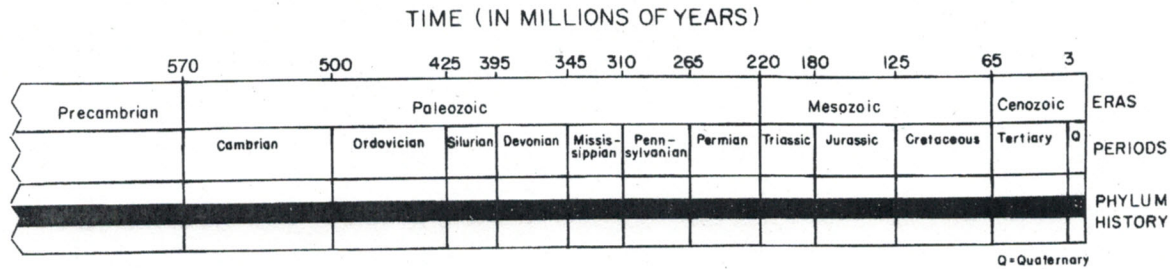 TIME (IN MILLIONS OF YEARS)
570 500 425 395 345 310 265 220 180 125 65 3
Precambrian Paleozoic Mesozoic Cenozoic ERAS
Cambrian Ordovician Silurian Devonian Missis- Penn- Permian Triassic Jurassic Cretaceous Tertiary Q PERIODS
sippian sylvanian
PHYLUM
HISTORY
Q=Quaternary